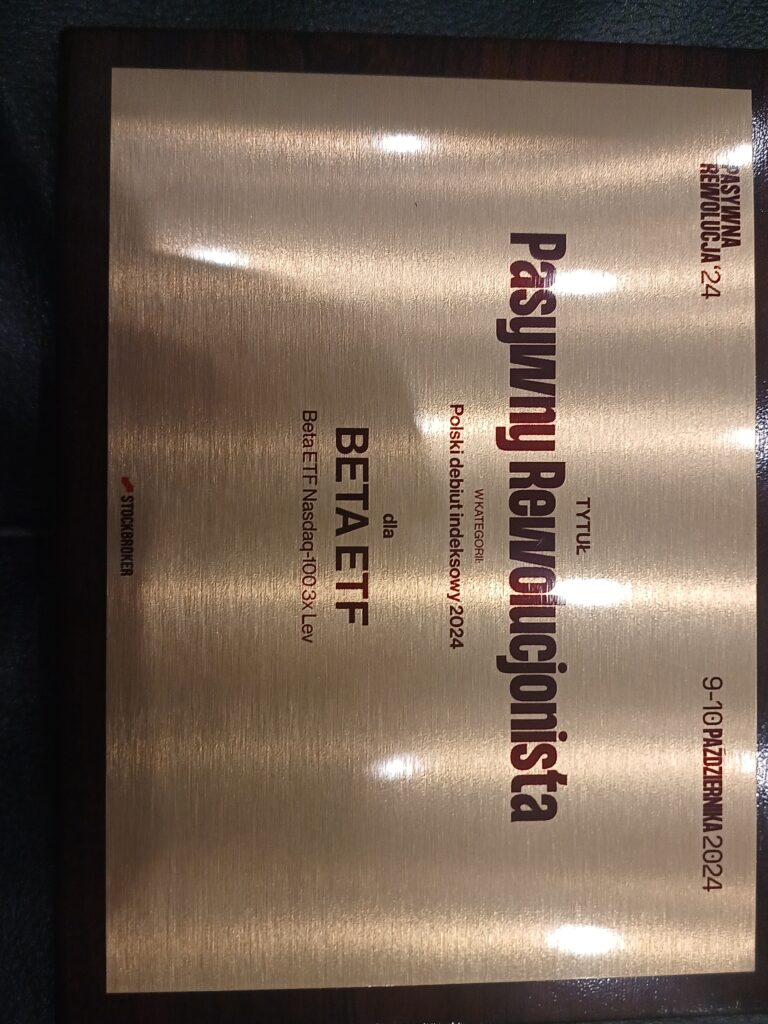 PASYWNA
REWOLUCJA '24
9-10 PAŹDZIERNIKA 2024
TYTUŁ
Pasywny Rewolucjonista
W KATEGORII:
Polski debiut indeksowy 2024
dla
BETA ETF
Beta ETF Nasdaq-100 3x Lev
STOCKBROKER